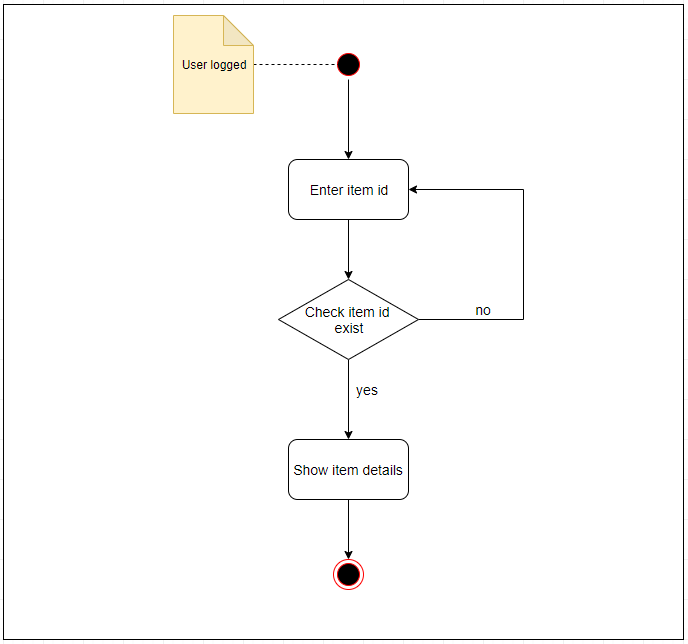 User logged
Enter item id
Check item id
exist
no
yes
Show item details